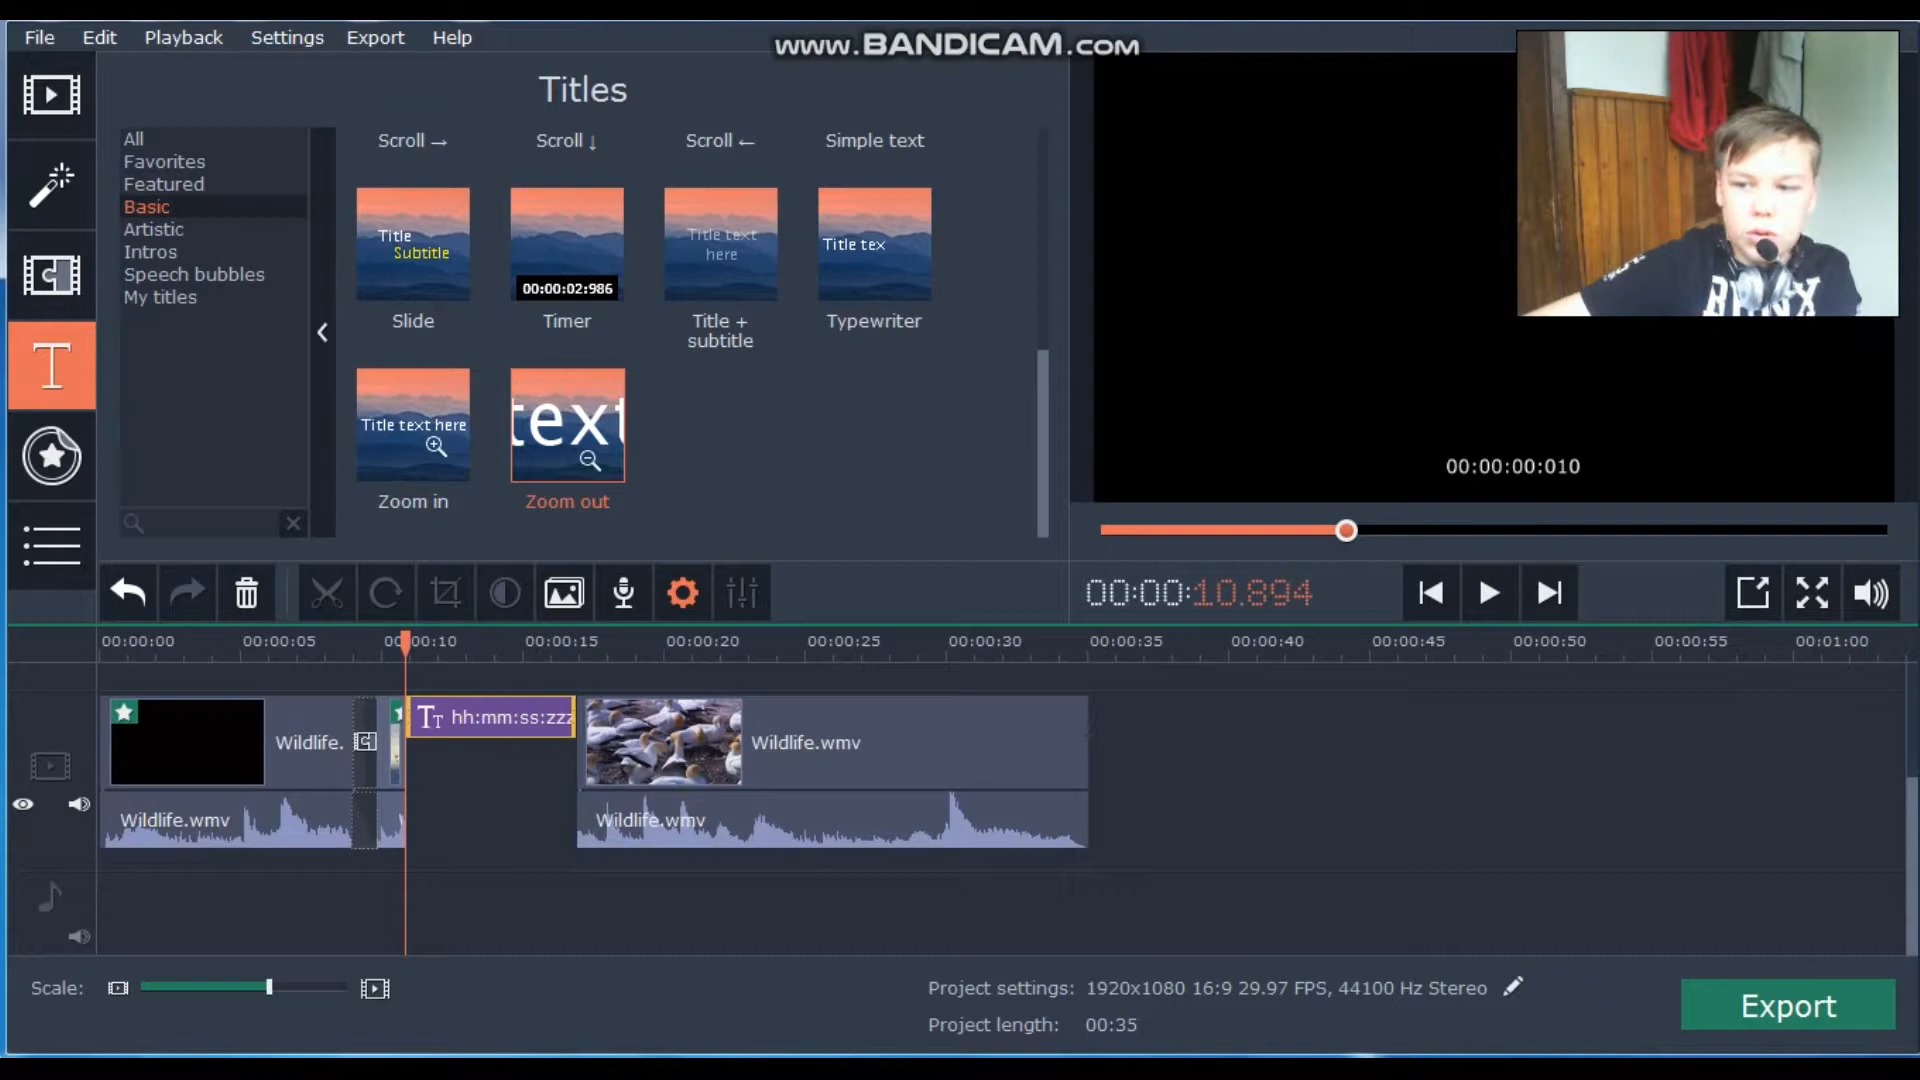 File Edit Playback Settings Export Help
www.BANDICAM.com
Titles
All
Favorites
Featured
Basic
Artistic
Intros
Speech bubbles
My titles
Scroll →
Scroll ↓
Scroll ←
Simple text
Title
Subtitle
00:00:02:986
Title text
here
Title tex
Slide
Timer
Title +
subtitle
Typewriter
Title text here
text
Zoom in
Zoom out
00:00:00:010
00:00:10.894
00:00:00 00:00:05 00:00:10 00:00:15 00:00:20 00:00:25 00:00:30 00:00:35 00:00:40 00:00:45 00:00:50 00:00:55 00:01:00
Wildlife.
hh:mm:ss:zzz
Wildlife.wmv
Wildlife.wmv
Wildlife.wmv
Scale:
Project settings: 1920x1080 16:9 29.97 FPS, 44100 Hz Stereo
Project length: 00:35
Export